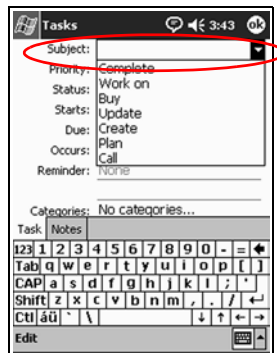 Tasks 3:43 ok
Subject:
Priority: Complete
Status: Work on
Buy
Starts: Update
Due: Create
Occurs: Plan
Call
Reminder: None
Categories: No categories...
Task Notes
123 1 2 3 4 5 6 7 8 9 0 - =
Tab q w e r t y u i o p [ ]
CAP a s d f g h j k l ; '
Shift z x c v b n m , . /
Ctl áü ` \
Edit